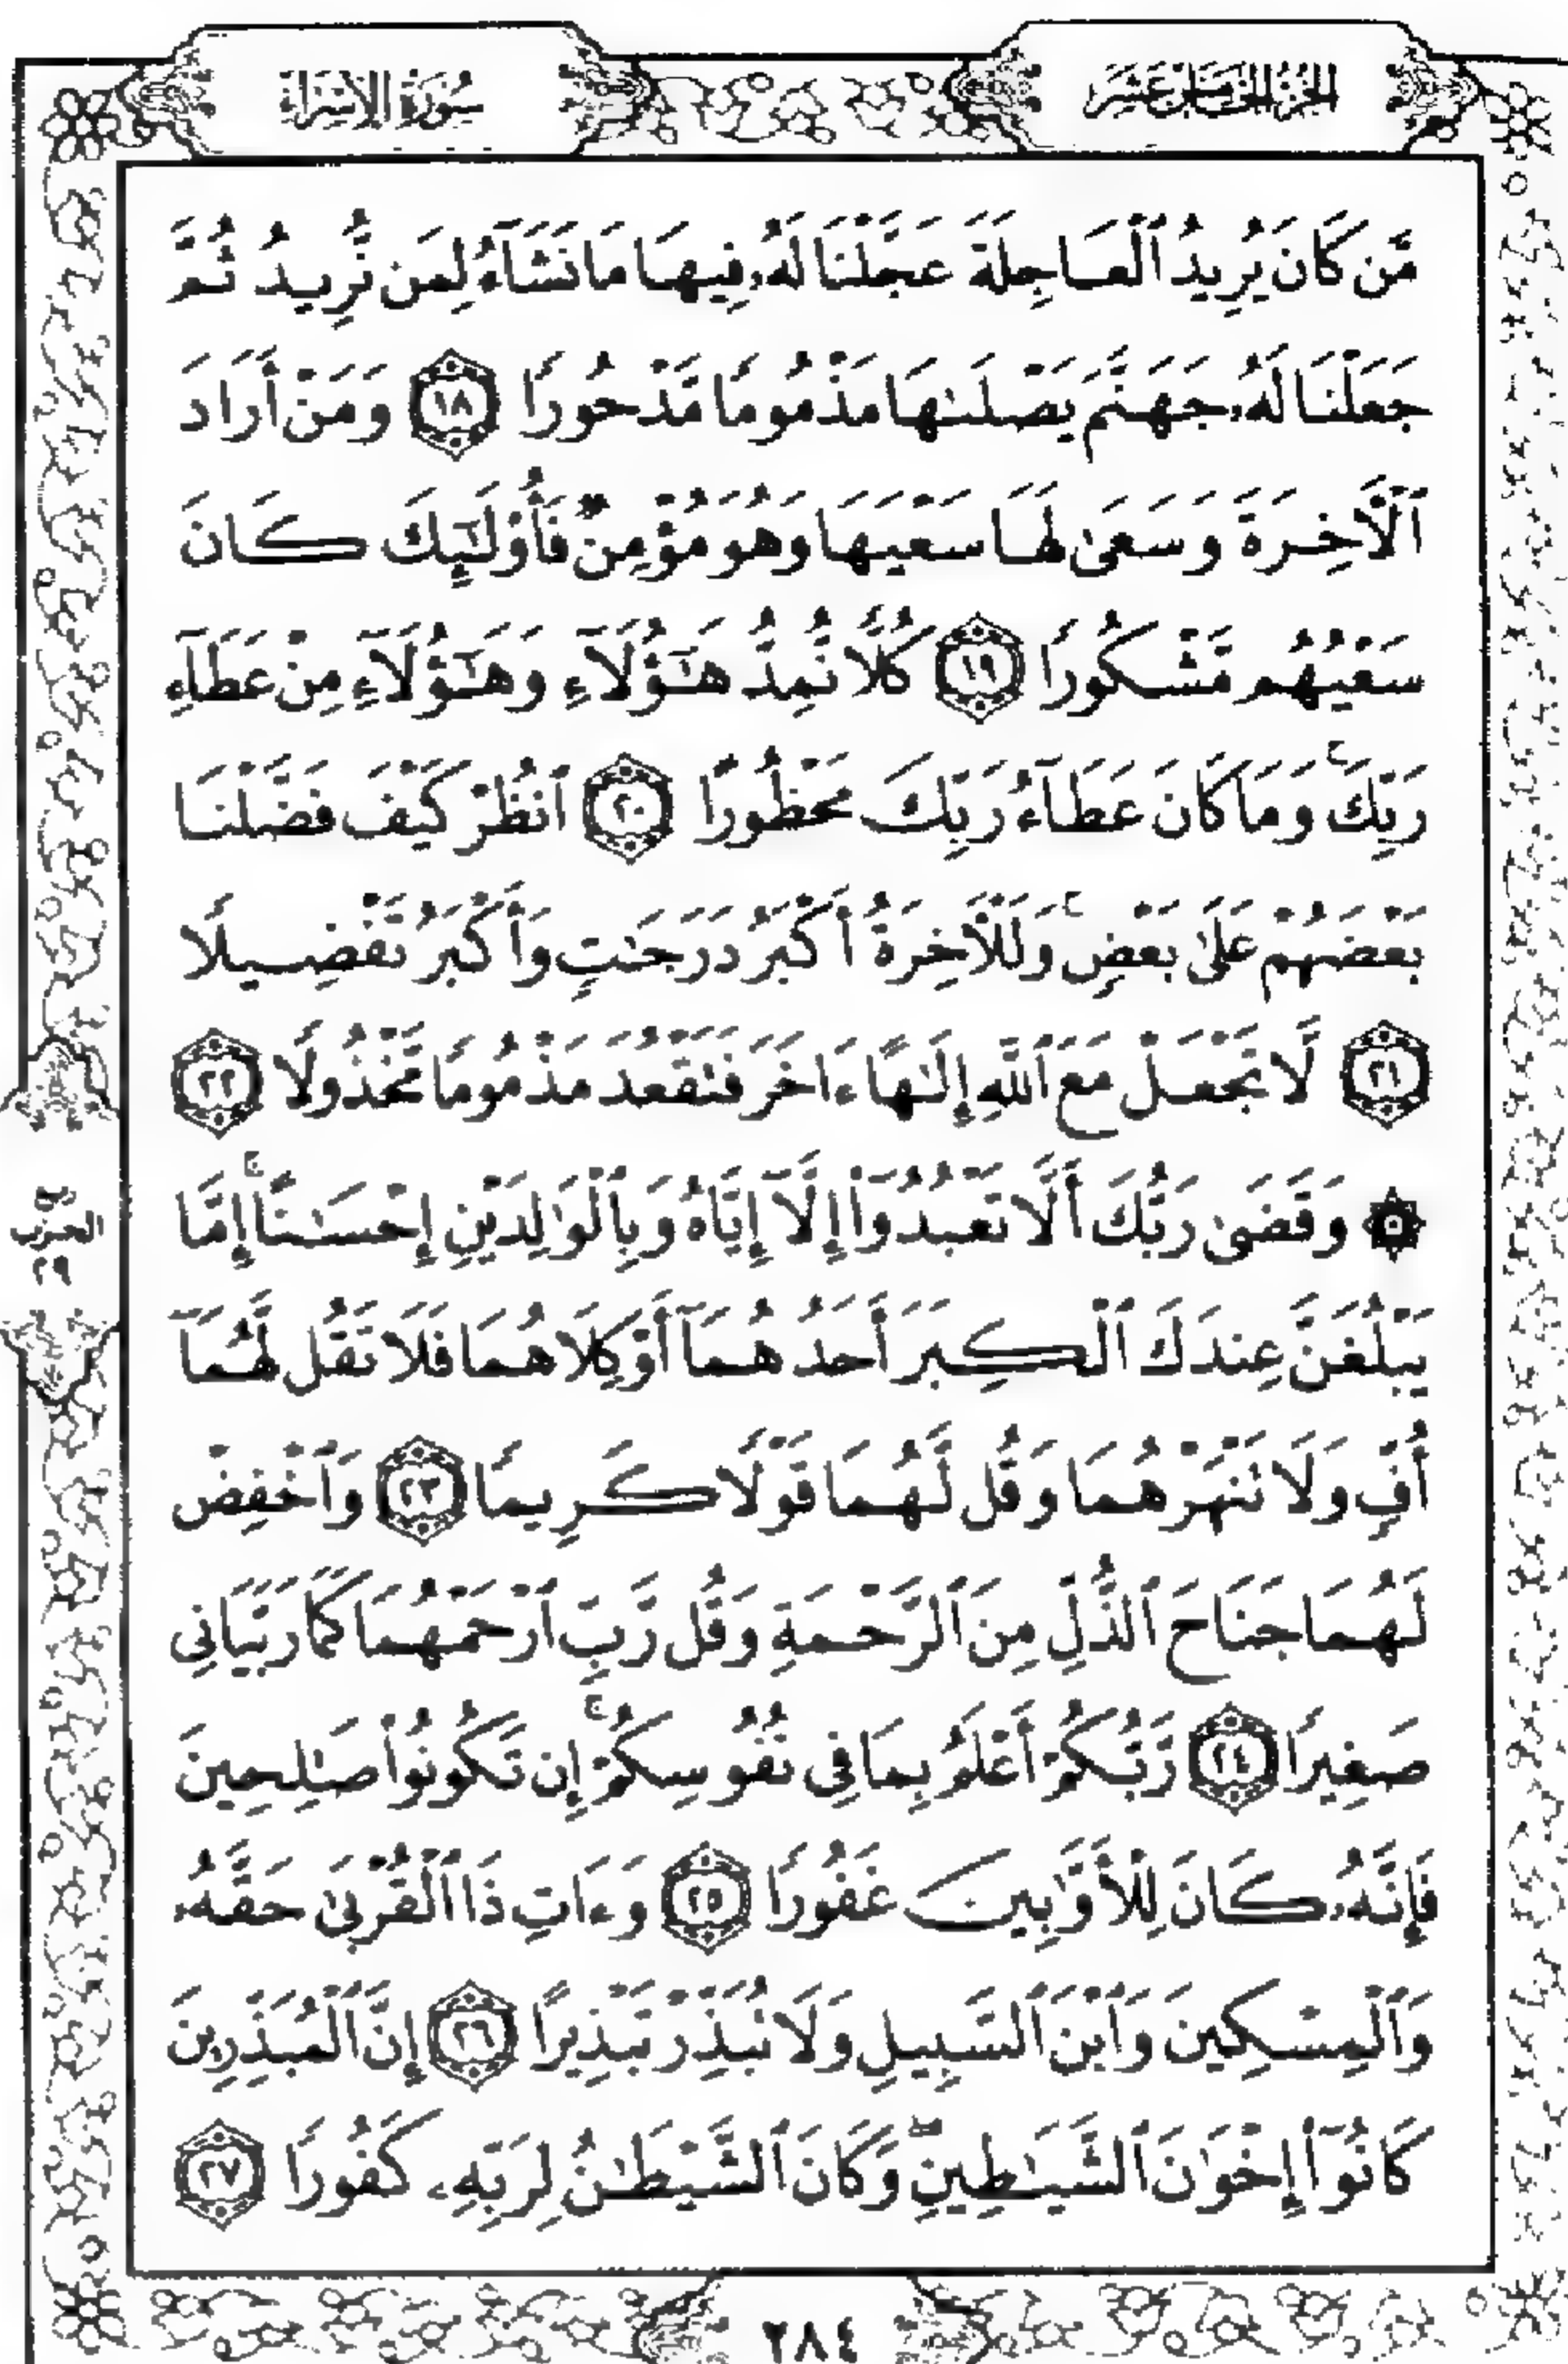 الجزء الخامس عشر
سورة الإسراء
مَّن كَانَ يُرِيدُ ٱلْعَاجِلَةَ عَجَّلْنَا لَهُۥ فِيهَا مَا نَشَآءُ لِمَن نُّرِيدُ ثُمَّ
جَعَلْنَا لَهُۥ جَهَنَّمَ يَصْلَىٰهَا مَذْمُومًا مَّدْحُورًا ١٨ وَمَنْ أَرَادَ
ٱلْأَخِرَةَ وَسَعَىٰ لَهَا سَعْيَهَا وَهُوَ مُؤْمِنٌ فَأُو۟لَٰٓئِكَ كَانَ
سَعْيُهُم مَّشْكُورًا ١٩ كُلًّا نُّمِدُّ هَٰٓؤُلَآءِ وَهَٰٓؤُلَآءِ مِنْ عَطَآءِ
رَبِّكَ ۚ وَمَا كَانَ عَطَآءُ رَبِّكَ مَحْظُورًا ٢٠ ٱنظُرْ كَيْفَ فَضَّلْنَا
بَعْضَهُمْ عَلَىٰ بَعْضٍ ۚ وَلَلْأَخِرَةُ أَكْبَرُ دَرَجَٰتٍ وَأَكْبَرُ تَفْضِيلًا
٢١ لَّا تَجْعَلْ مَعَ ٱللَّهِ إِلَٰهًا ءَاخَرَ فَتَقْعُدَ مَذْمُومًا مَّخْذُولًا ٢٢
۞ وَقَضَىٰ رَبُّكَ أَلَّا تَعْبُدُوٓا۟ إِلَّآ إِيَّاهُ وَبِٱلْوَٰلِدَيْنِ إِحْسَٰنًا ۚ إِمَّا
يَبْلُغَنَّ عِندَكَ ٱلْكِبَرَ أَحَدُهُمَآ أَوْ كِلَاهُمَا فَلَا تَقُل لَّهُمَآ
أُفٍّ وَلَا تَنْهَرْهُمَا وَقُل لَّهُمَا قَوْلًا كَرِيمًا ٢٣ وَٱخْفِضْ
لَهُمَا جَنَاحَ ٱلذُّلِّ مِنَ ٱلرَّحْمَةِ وَقُل رَّبِّ ٱرْحَمْهُمَا كَمَا رَبَّيَانِى
صَغِيرًا ٢٤ رَّبُّكُمْ أَعْلَمُ بِمَا فِى نُفُوسِكُمْ ۚ إِن تَكُونُوا۟ صَٰلِحِينَ
فَإِنَّهُۥ كَانَ لِلْأَوَّٰبِينَ غَفُورًا ٢٥ وَءَاتِ ذَا ٱلْقُرْبَىٰ حَقَّهُۥ
وَٱلْمِسْكِينَ وَٱبْنَ ٱلسَّبِيلِ وَلَا تُبَذِّرْ تَبْذِيرًا ٢٦ إِنَّ ٱلْمُبَذِّرِينَ
كَانُوٓا۟ إِخْوَٰنَ ٱلشَّيَٰطِينِ ۖ وَكَانَ ٱلشَّيْطَٰنُ لِرَبِّهِۦ كَفُورًا ٢٧
الحزب
٢٩
٢٨٤